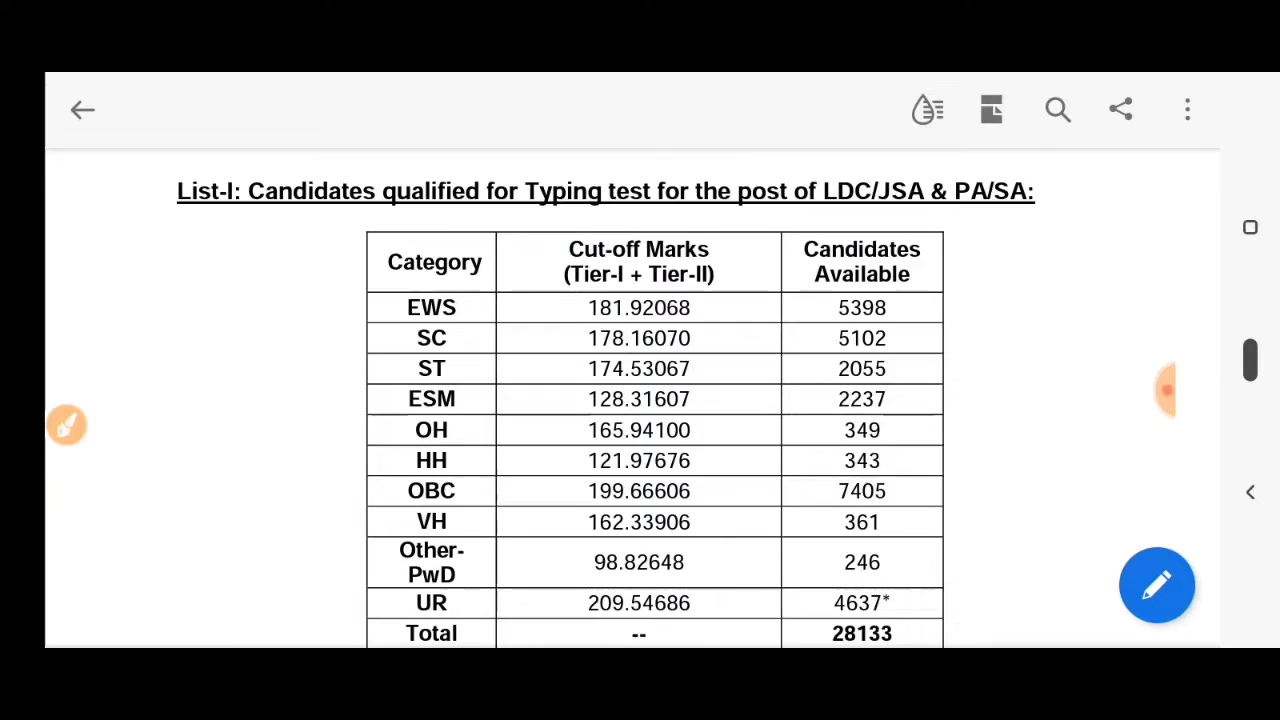 List-I: Candidates qualified for Typing test for the post of LDC/JSA & PA/SA:
Category Cut-off Marks (Tier-I + Tier-II) Candidates Available
EWS 181.92068 5398
SC 178.16070 5102
ST 174.53067 2055
ESM 128.31607 2237
OH 165.94100 349
HH 121.97676 343
OBC 199.66606 7405
VH 162.33906 361
Other-PwD 98.82648 246
UR 209.54686 4637*
Total -- 28133